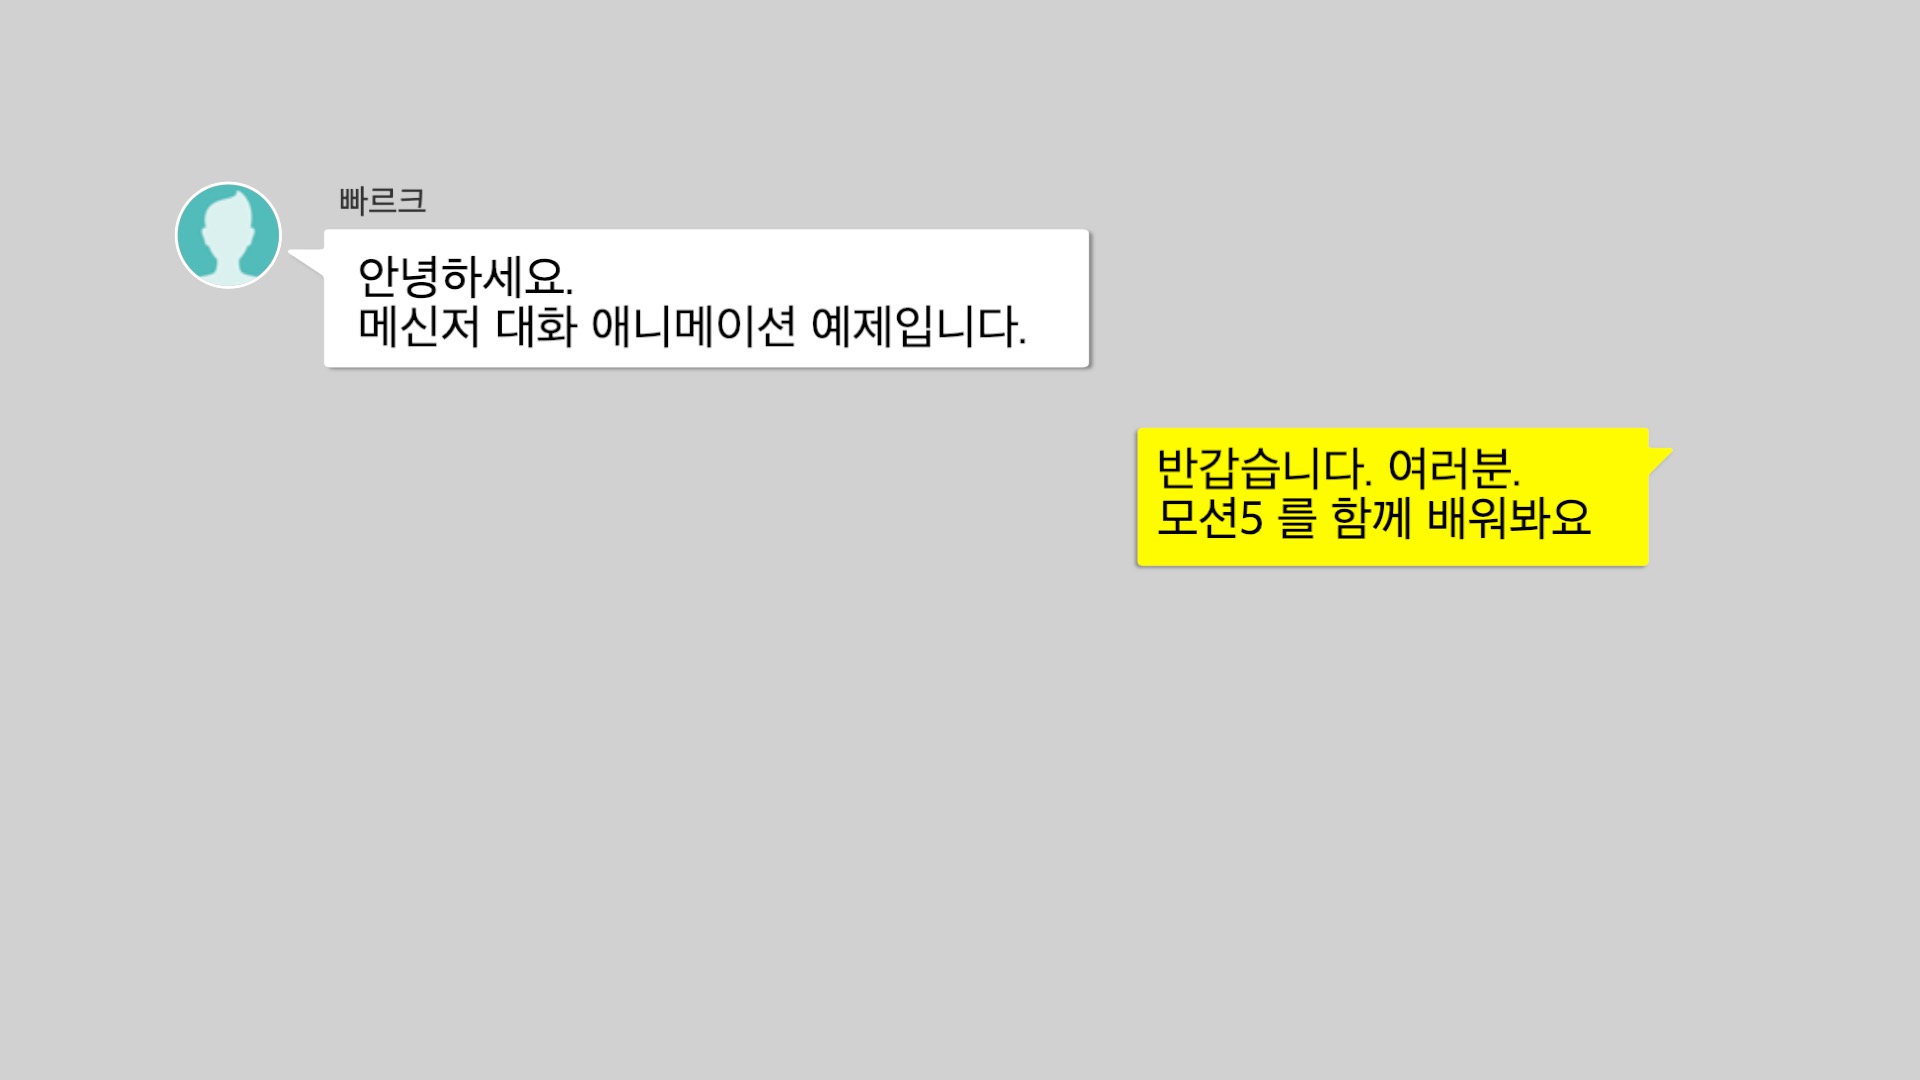 빠르크
안녕하세요.
메신저 대화 애니메이션 예제입니다.
반갑습니다. 여러분.
모션5 를 함께 배워봐요